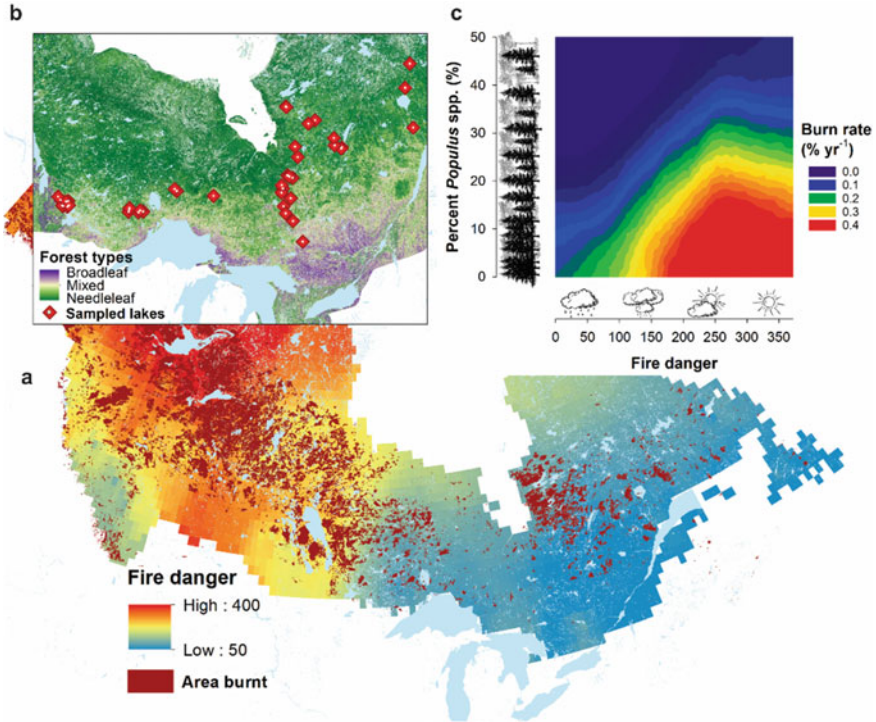 b
Forest types
Broadleaf
Mixed
Needleleaf
Sampled lakes
c
Percent Populus spp. (%)
50
40
30
20
10
0
0 50 100 150 200 250 300 350
Fire danger
Burn rate
(% yr⁻¹)
0.0
0.1
0.2
0.3
0.4
a
Fire danger
High : 400
Low : 50
Area burnt